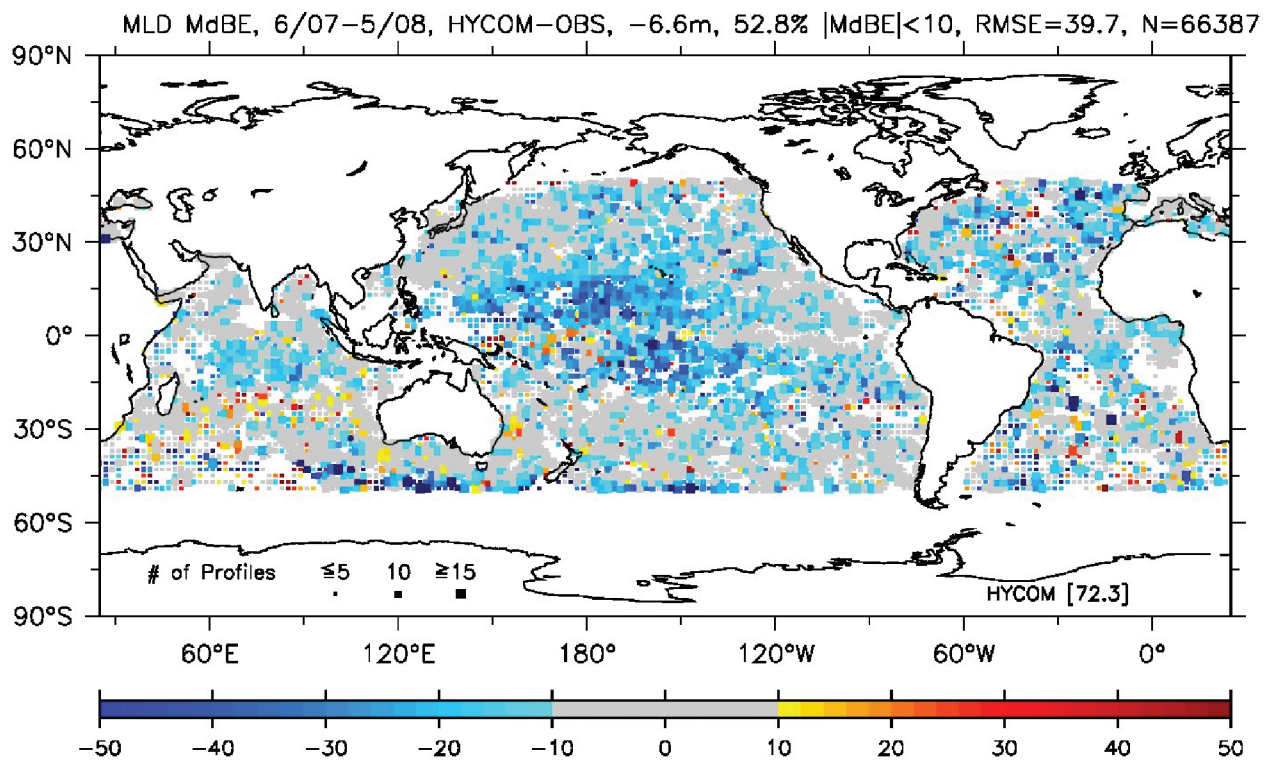 MLD MdBE, 6/07−5/08, HYCOM−OBS, −6.6m, 52.8% |MdBE|<10, RMSE=39.7, N=66387
90°N
60°N
30°N
0°
30°S
60°S
90°S
# of Profiles ≦5 10 ≧15
HYCOM [72.3]
60°E 120°E 180° 120°W 60°W 0°
−50 −40 −30 −20 −10 0 10 20 30 40 50